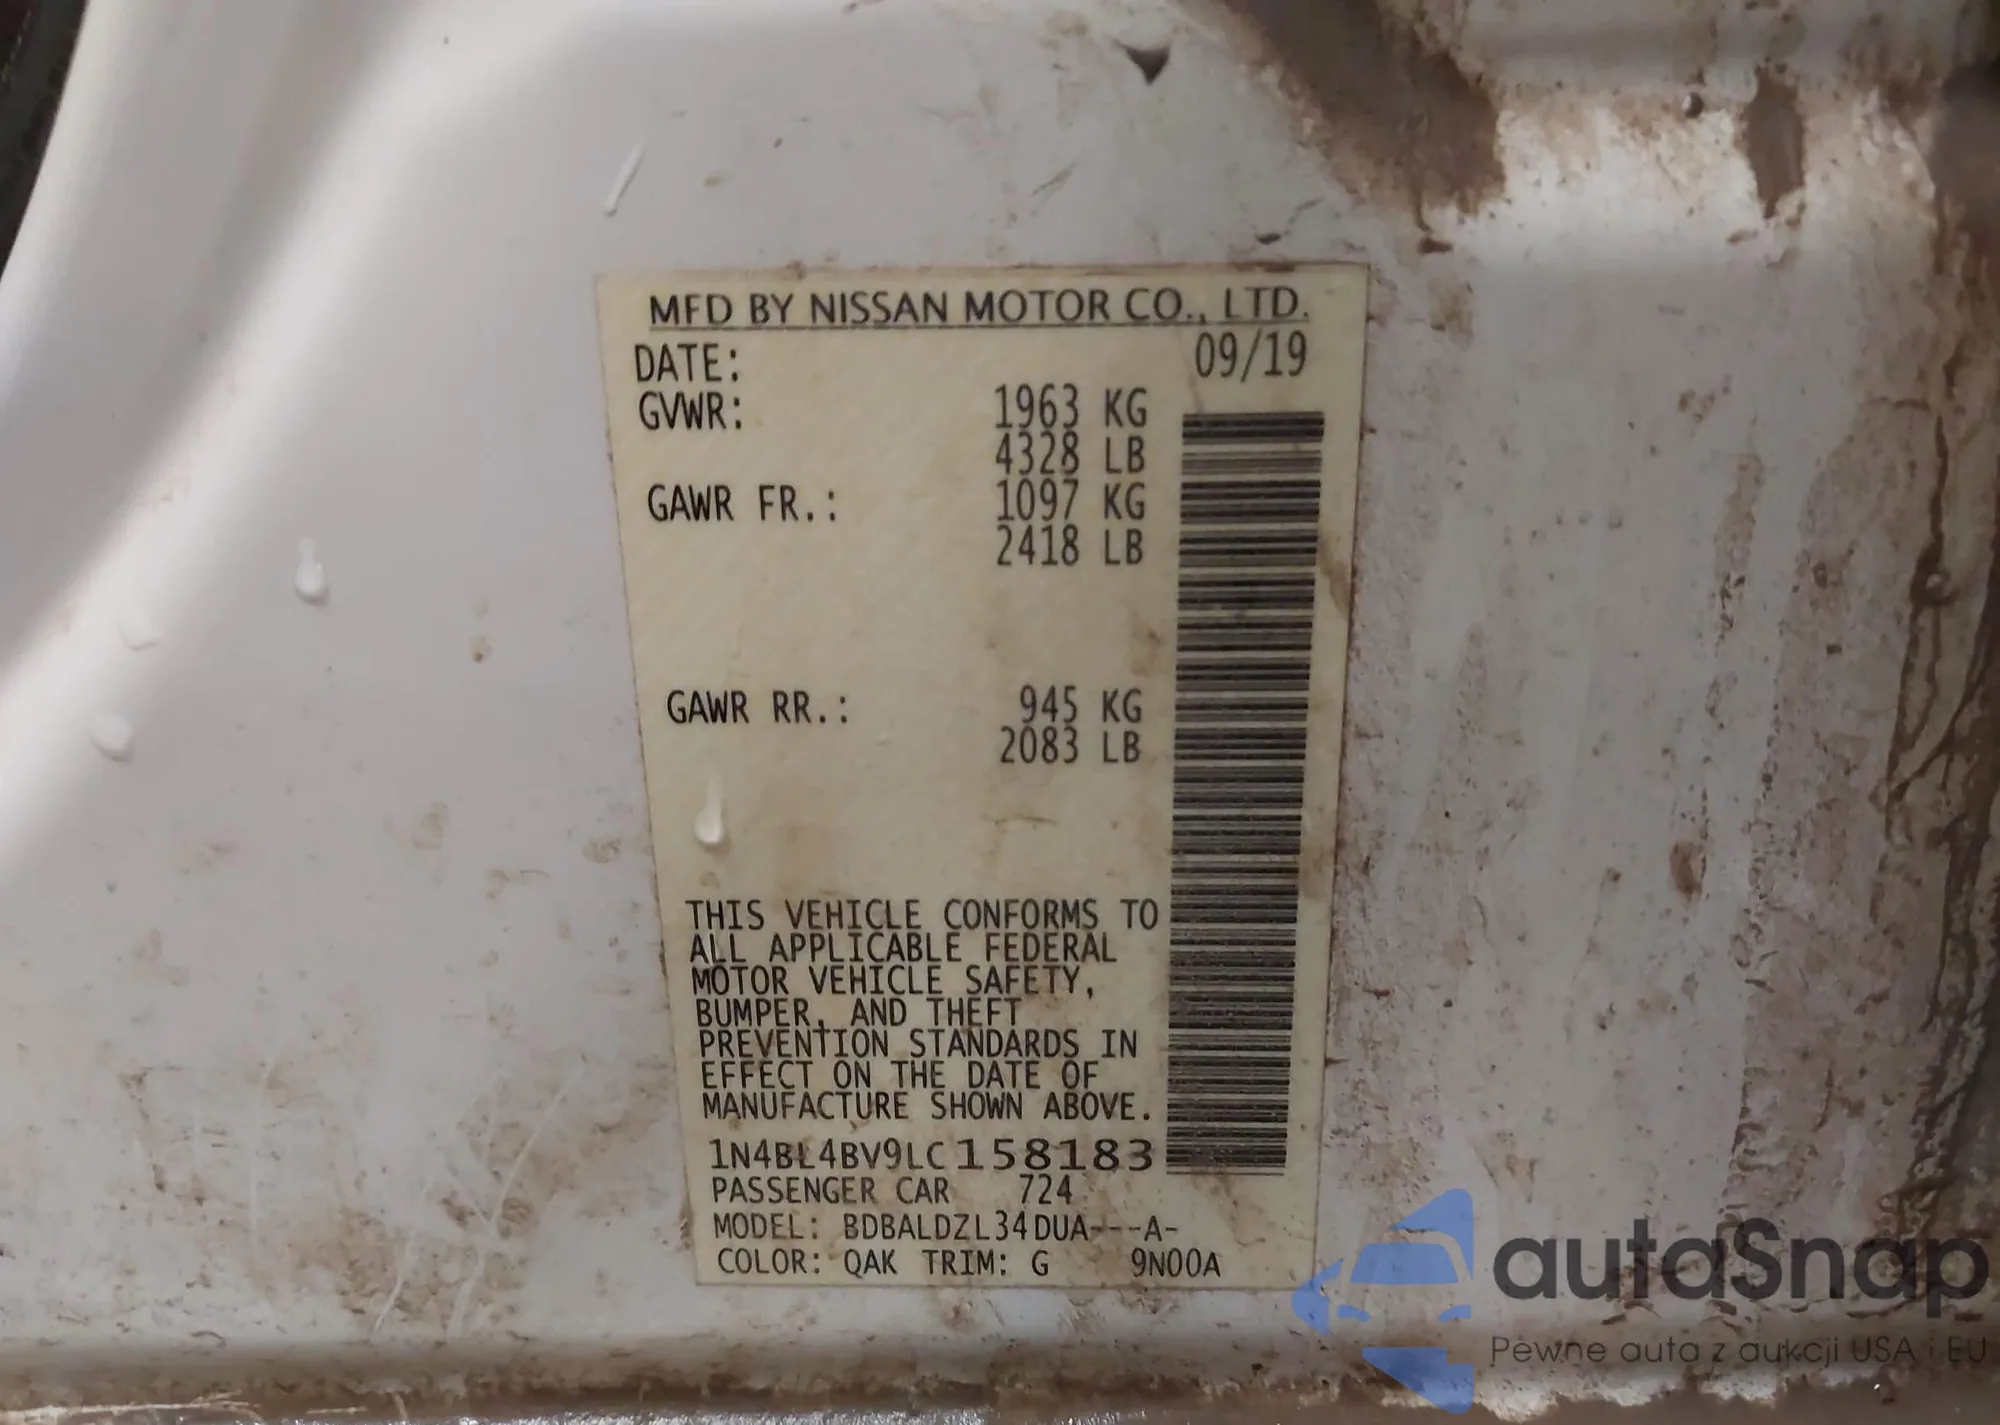 MFD BY NISSAN MOTOR CO., LTD.
DATE: 09/19
GVWR: 1963 KG
4328 LB
GAWR FR.: 1097 KG
2418 LB
GAWR RR.: 945 KG
2083 LB
THIS VEHICLE CONFORMS TO
ALL APPLICABLE FEDERAL
MOTOR VEHICLE SAFETY,
BUMPER, AND THEFT
PREVENTION STANDARDS IN
EFFECT ON THE DATE OF
MANUFACTURE SHOWN ABOVE.
1N4BL4BV9LC158183
PASSENGER CAR 724
MODEL: BDBALDZL34DUA---A-
COLOR: QAK TRIM: G 9N00A
autoSnap
Pewne auta z aukcji USA i EU